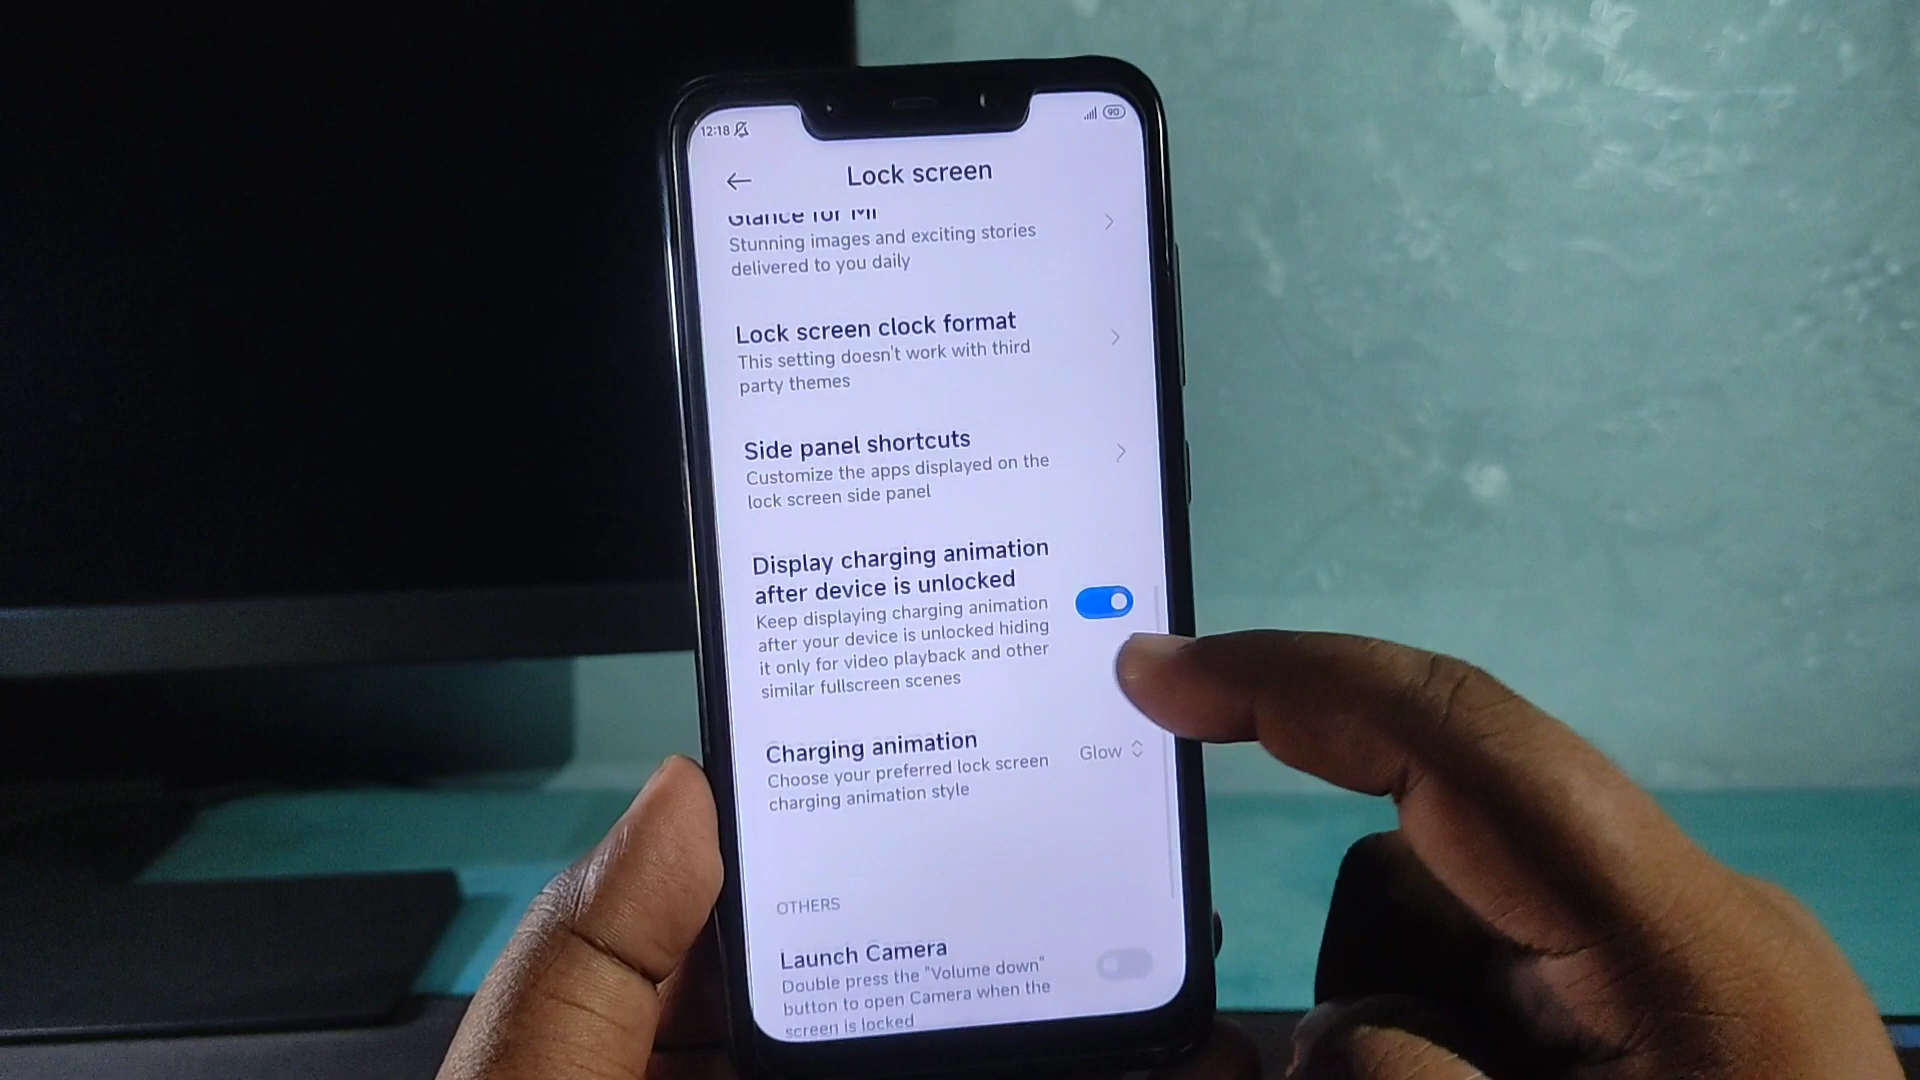 12:18
90
Lock screen
Glance for Mi
Stunning images and exciting stories
delivered to you daily
Lock screen clock format
This setting doesn't work with third
party themes
Side panel shortcuts
Customize the apps displayed on the
lock screen side panel
Display charging animation
after device is unlocked
Keep displaying charging animation
after your device is unlocked hiding
it only for video playback and other
similar fullscreen scenes
Charging animation
Glow
Choose your preferred lock screen
charging animation style
OTHERS
Launch Camera
Double press the "Volume down"
button to open Camera when the
screen is locked